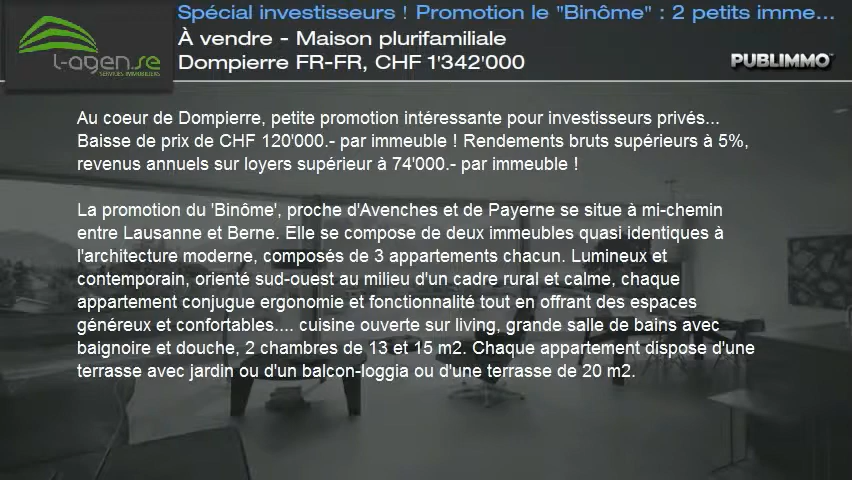 Spécial investisseurs ! Promotion le "Binôme" : 2 petits imme...
À vendre - Maison plurifamiliale
Dompierre FR-FR, CHF 1'342'000
l-agence
SERVICES IMMOBILIERS
PUBLIMMO
Au coeur de Dompierre, petite promotion intéressante pour investisseurs privés...
Baisse de prix de CHF 120'000.- par immeuble ! Rendements bruts supérieurs à 5%,
revenus annuels sur loyers supérieur à 74'000.- par immeuble !
La promotion du 'Binôme', proche d'Avenches et de Payerne se situe à mi-chemin
entre Lausanne et Berne. Elle se compose de deux immeubles quasi identiques à
l'architecture moderne, composés de 3 appartements chacun. Lumineux et
contemporain, orienté sud-ouest au milieu d'un cadre rural et calme, chaque
appartement conjugue ergonomie et fonctionnalité tout en offrant des espaces
généreux et confortables.... cuisine ouverte sur living, grande salle de bains avec
baignoire et douche, 2 chambres de 13 et 15 m2. Chaque appartement dispose d'une
terrasse avec jardin ou d'un balcon-loggia ou d'une terrasse de 20 m2.